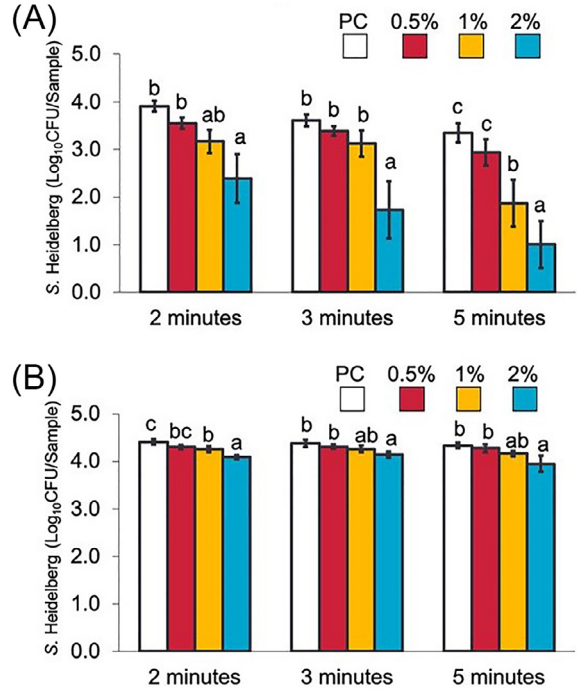 (A)
PC 0.5% 1% 2%
S. Heidelberg (Log10CFU/Sample)
5.0
4.0
3.0
2.0
1.0
0.0
b b ab a
b b b a
c c b a
2 minutes 3 minutes 5 minutes
(B)
PC 0.5% 1% 2%
S. Heidelberg (Log10CFU/Sample)
5.0
4.0
3.0
2.0
1.0
0.0
c bc b a
b b ab a
b b ab a
2 minutes 3 minutes 5 minutes